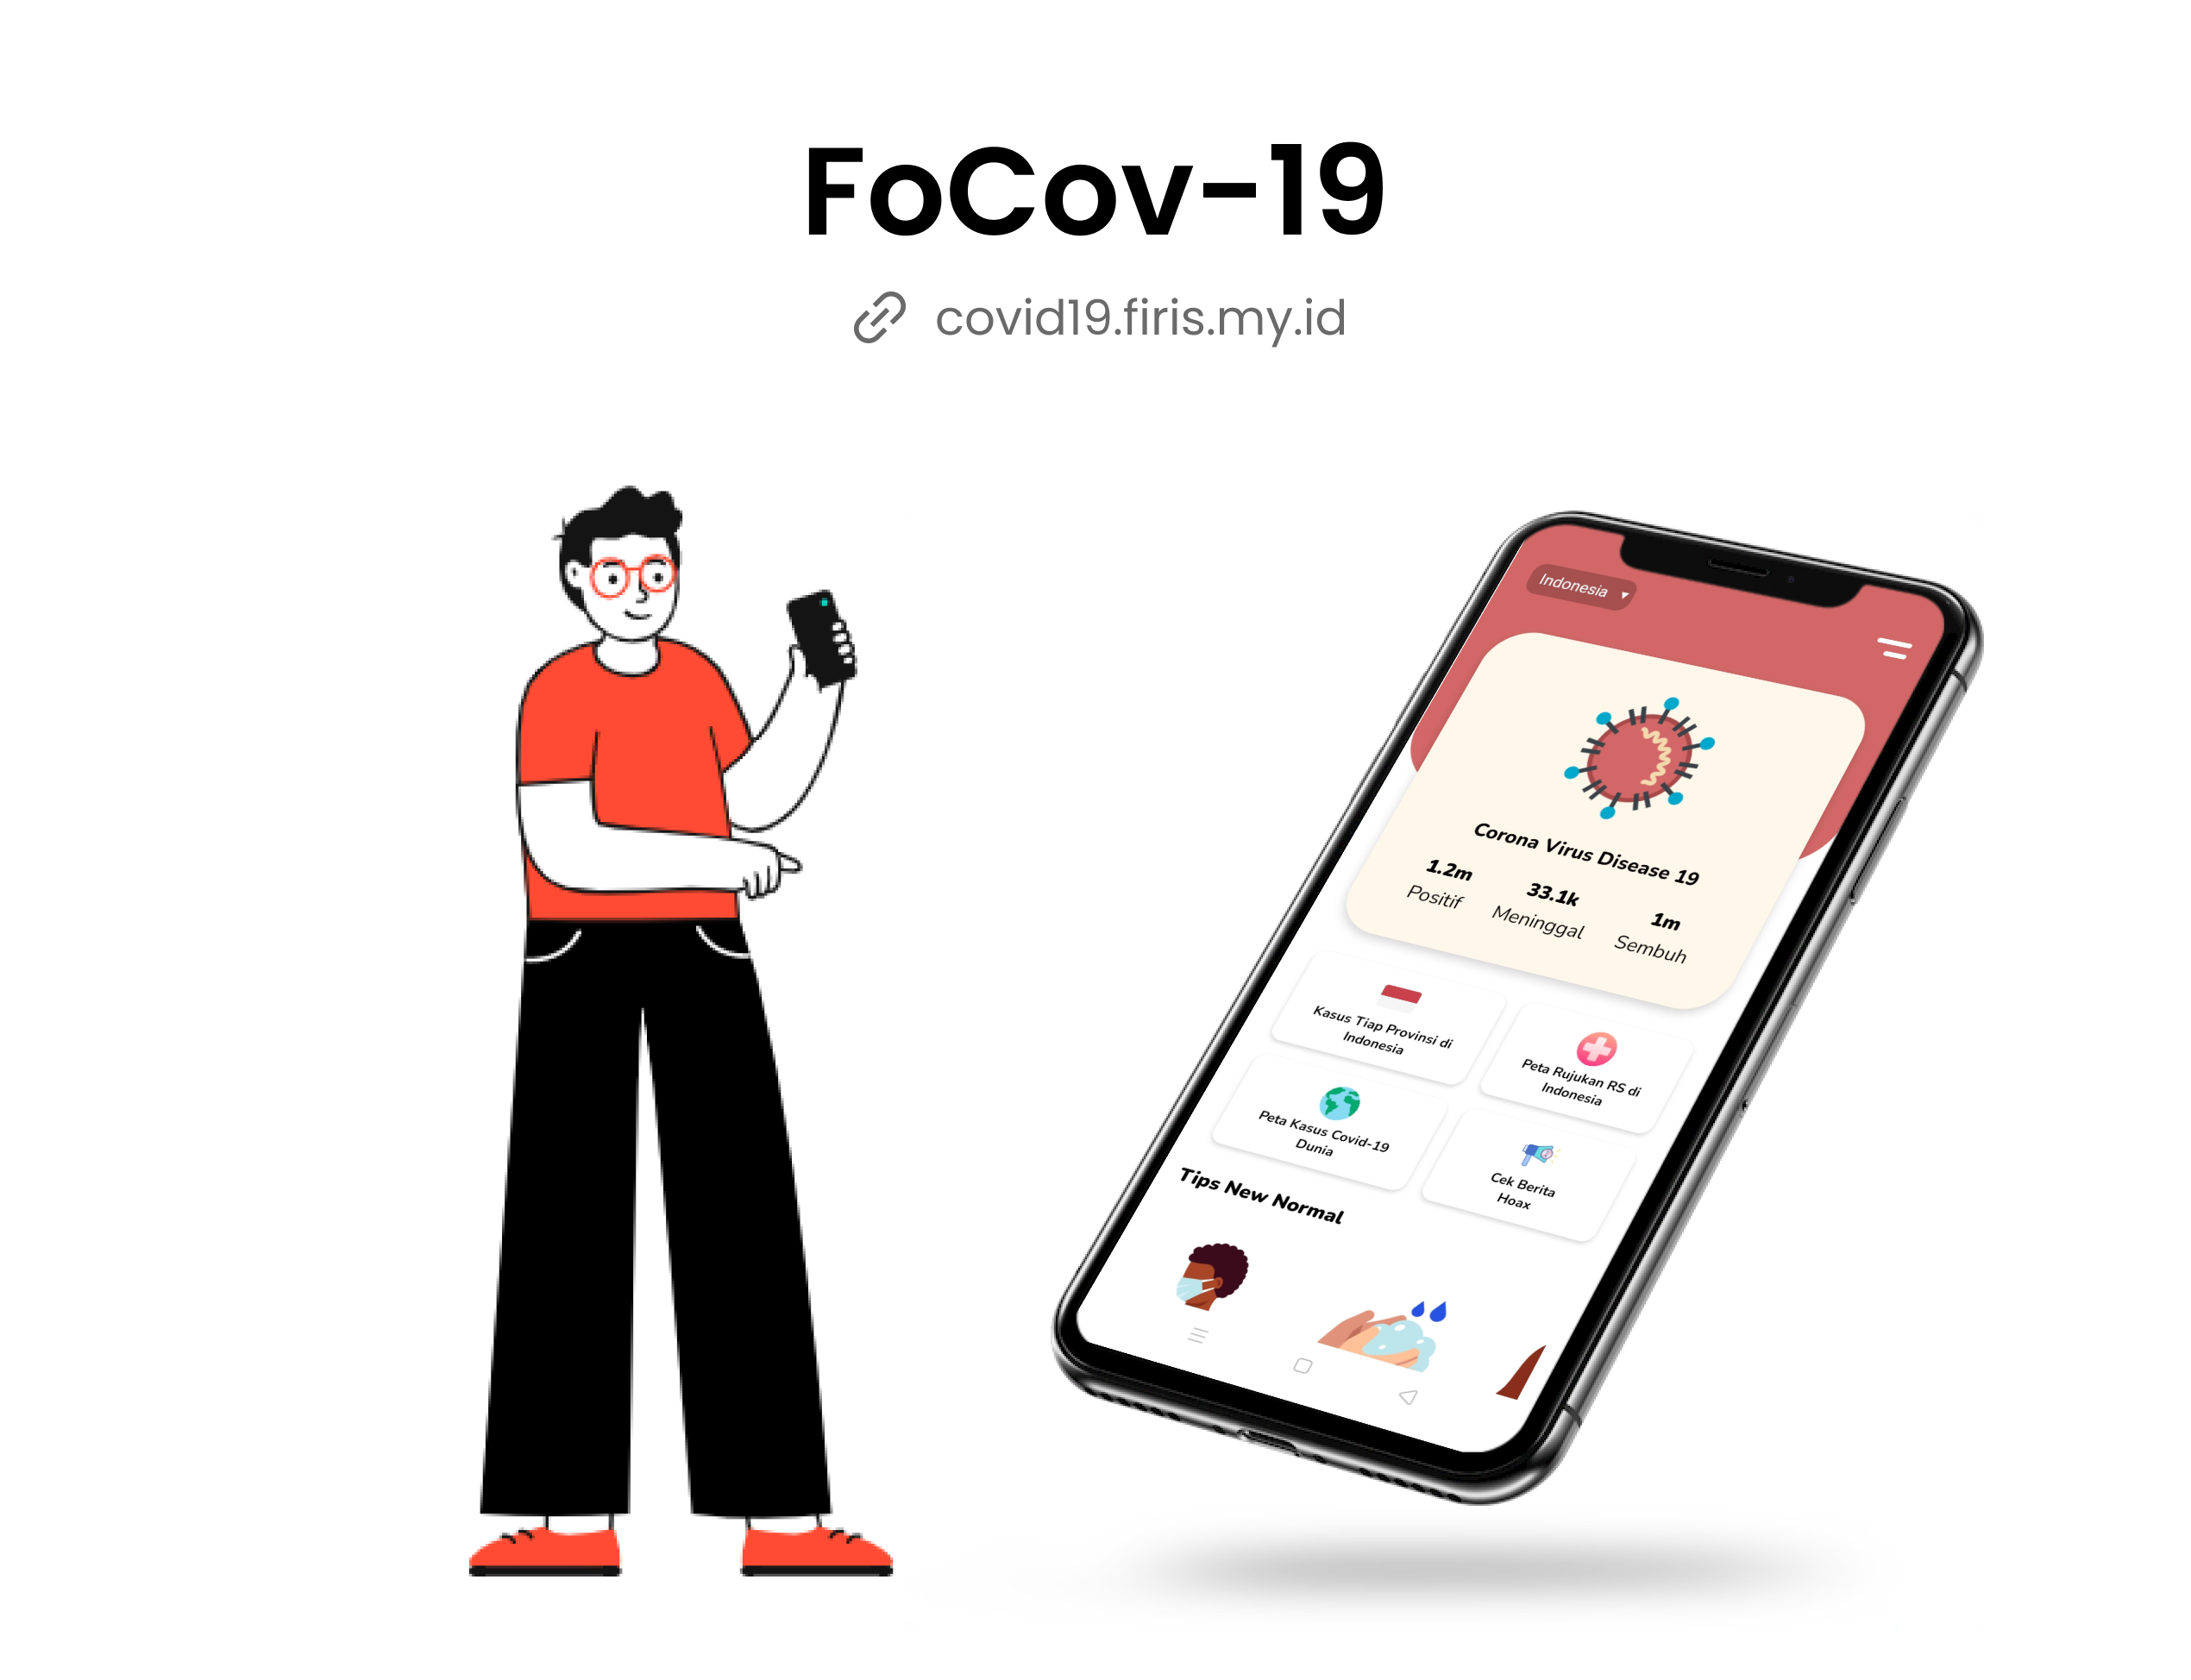 FoCov-19
covid19.firis.my.id
Indonesia
Corona Virus Disease 19
1.2m 33.1k 1m
Positif Meninggal Sembuh
Kasus Tiap Provinsi di
Indonesia
Peta Rujukan RS di
Indonesia
Peta Kasus Covid-19
Dunia
Cek Berita
Hoax
Tips New Normal